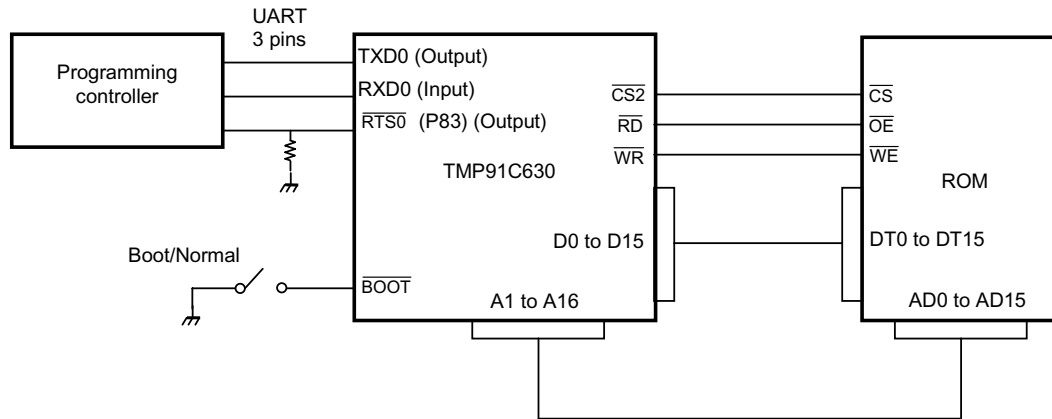 UART
3 pins
Programming
controller
TXD0 (Output)
RXD0 (Input)
RTS0 (P83) (Output)
CS2
RD
WR
TMP91C630
D0 to D15
A1 to A16
Boot/Normal
BOOT
CS
OE
WE
ROM
DT0 to DT15
AD0 to AD15